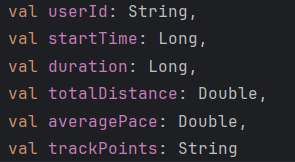 val userId: String,
val startTime: Long,
val duration: Long,
val totalDistance: Double,
val averagePace: Double,
val trackPoints: String